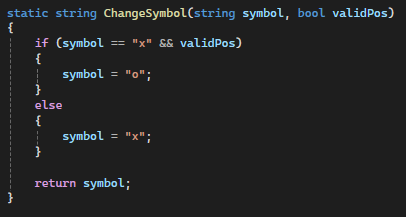 static string ChangeSymbol(string symbol, bool validPos)
{
    if (symbol == "x" && validPos)
    {
        symbol = "o";
    }
    else
    {
        symbol = "x";
    }

    return symbol;
}